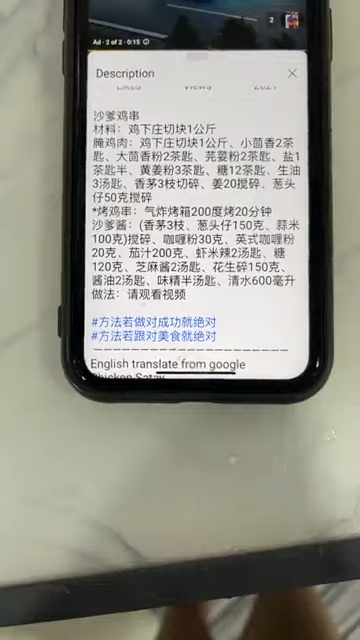 2
Ad · 2 of 2 · 0:15
Description
Likes Views 2021
沙爹鸡串
材料：鸡下庄切块1公斤
腌鸡肉：鸡下庄切块1公斤、小茴香2茶
匙、大茴香粉2茶匙、芫荽粉2茶匙、盐1
茶匙半、黄姜粉3茶匙、糖12茶匙、生油
3汤匙、香茅3枝切碎、姜20搅碎、葱头
仔50克搅碎
*烤鸡串：气炸烤箱200度烤20分钟
沙爹酱：(香茅3枝、葱头仔150克、蒜米
100克)搅碎、咖喱粉30克、英式咖喱粉
20克、茄汁200克、虾米辣2汤匙、糖
120克、芝麻酱2汤匙、花生碎150克、
酱油2汤匙、味精半汤匙、清水600毫升
做法：请观看视频
#方法若做对成功就绝对
#方法若跟对美食就绝对
English translate from google
Chicken Satay